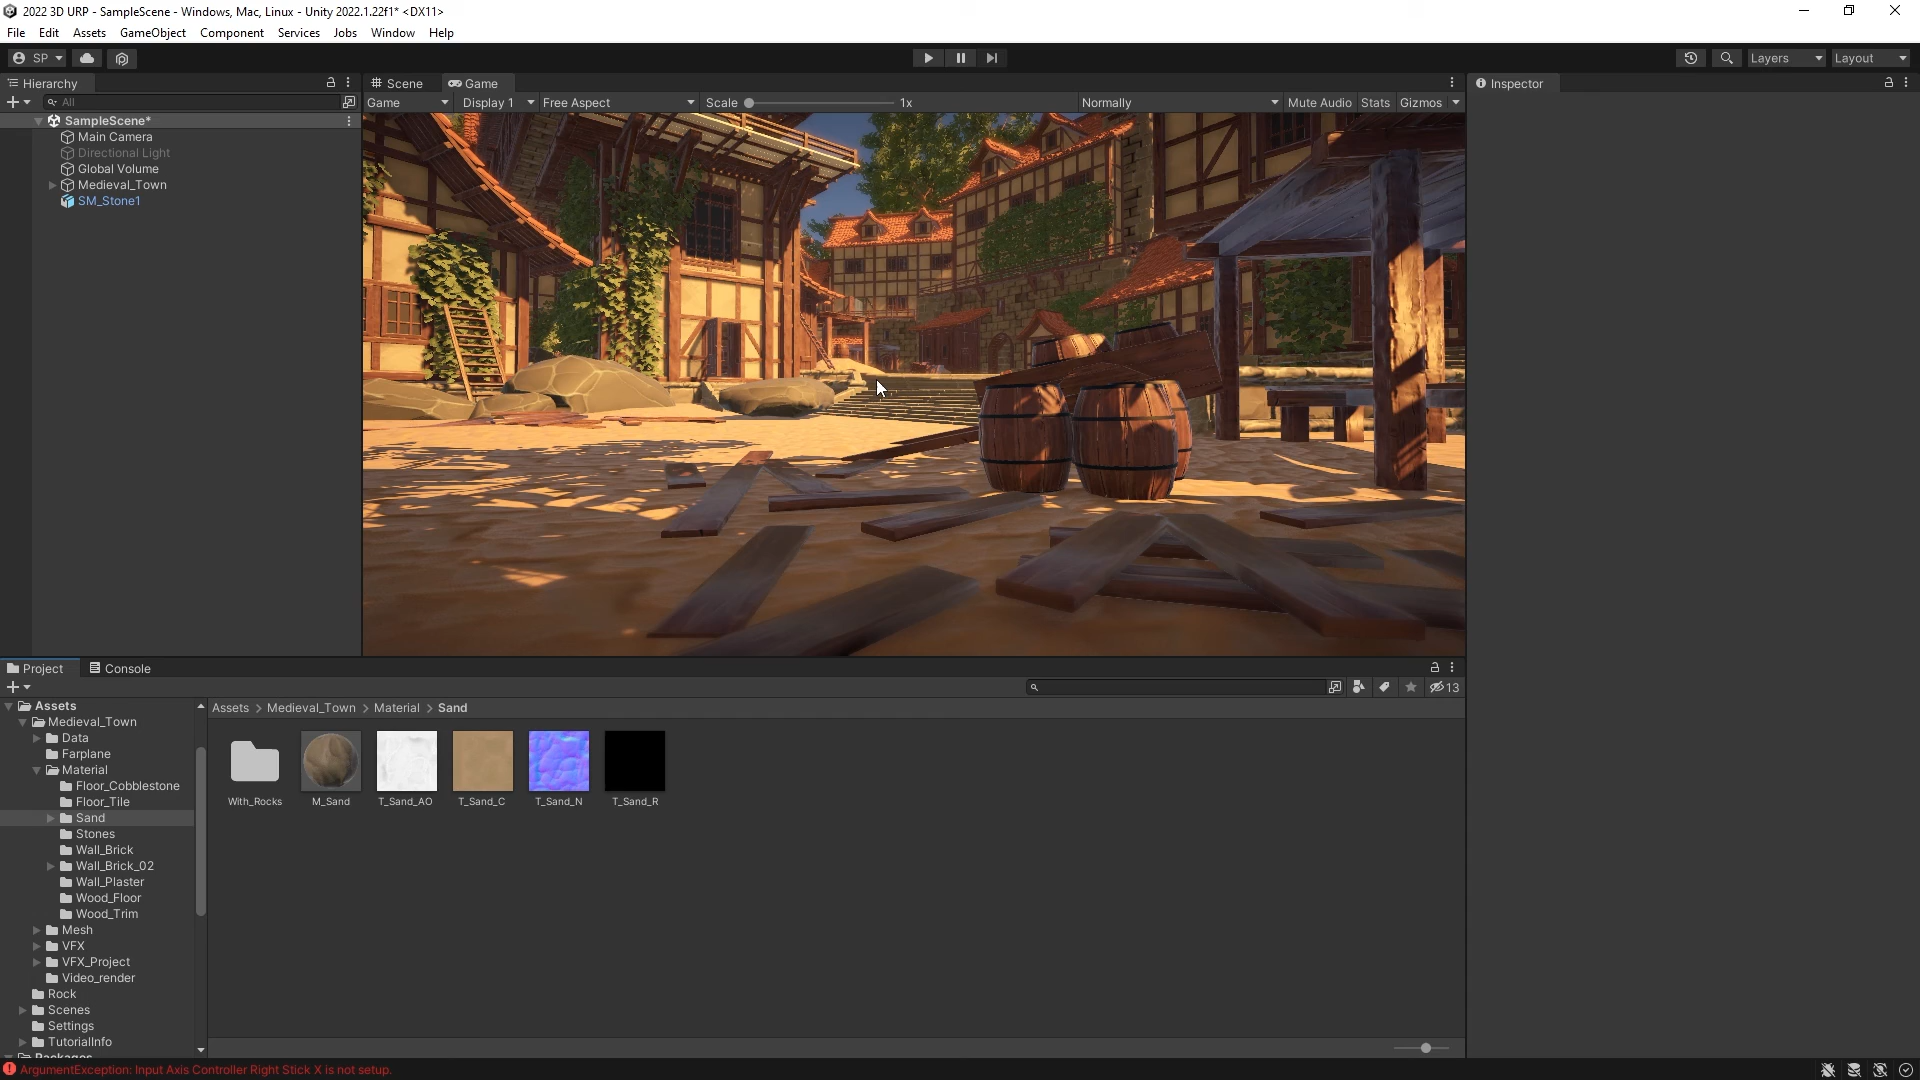 2022 3D URP - SampleScene - Windows, Mac, Linux - Unity 2022.1.22f1* <DX11>
File Edit Assets GameObject Component Services Jobs Window Help
SP Layers Layout
Hierarchy
All
SampleScene*
Main Camera
Directional Light
Global Volume
Medieval_Town
SM_Stone1
Scene Game
Game Display 1 Free Aspect Scale 1x Normally Mute Audio Stats Gizmos
Inspector
Project Console
13
Assets
Medieval_Town
Data
Farplane
Material
Floor_Cobblestone
Floor_Tile
Sand
Stones
Wall_Brick
Wall_Brick_02
Wall_Plaster
Wood_Floor
Wood_Trim
Mesh
VFX
VFX_Project
Video_render
Rock
Scenes
Settings
TutorialInfo
Packages
Assets > Medieval_Town > Material > Sand
With_Rocks M_Sand T_Sand_AO T_Sand_C T_Sand_N T_Sand_R
ArgumentException: Input Axis Controller Right Stick X is not setup.